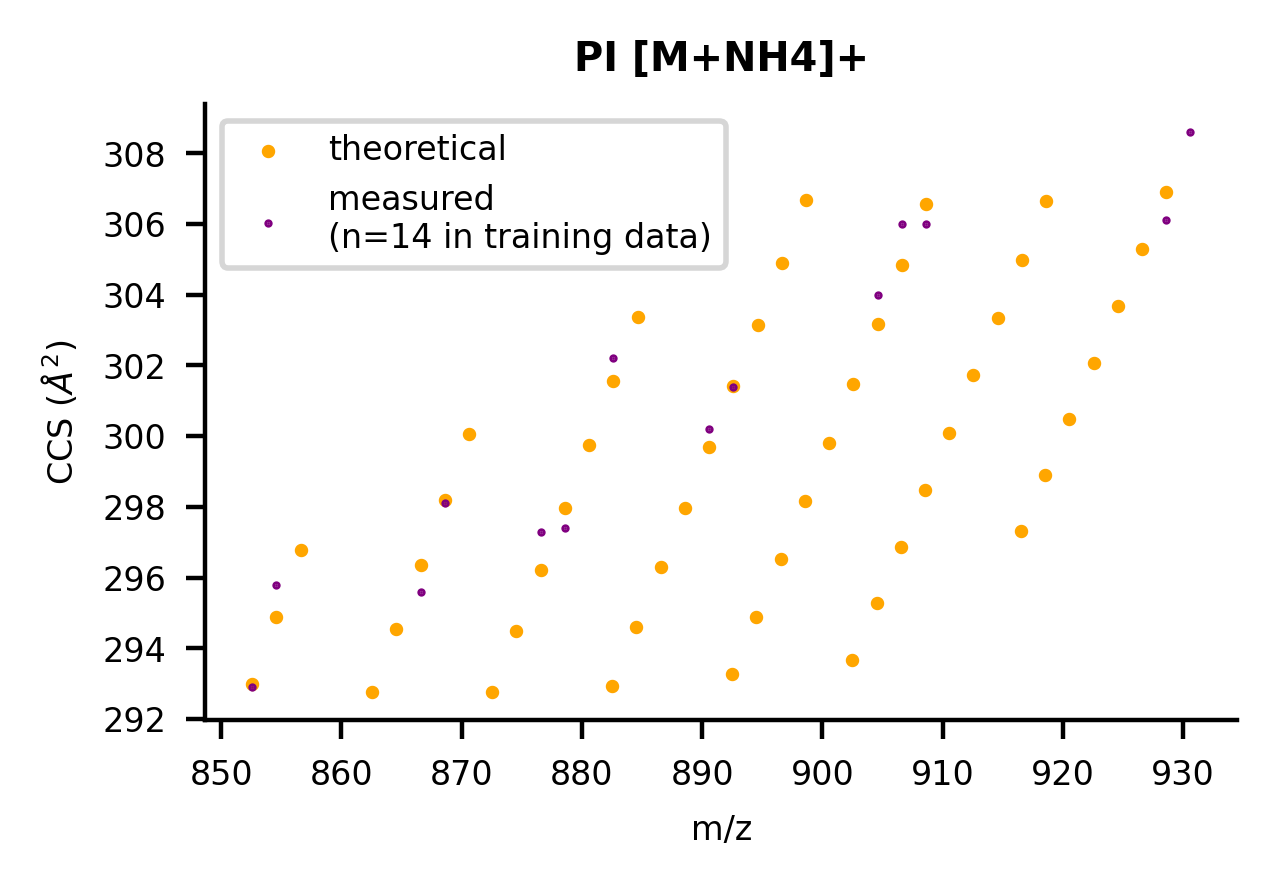 PI [M+NH4]+
theoretical
measured
(n=14 in training data)
308
306
304
302
300
298
296
294
292
CCS (Å²)
850 860 870 880 890 900 910 920 930
m/z